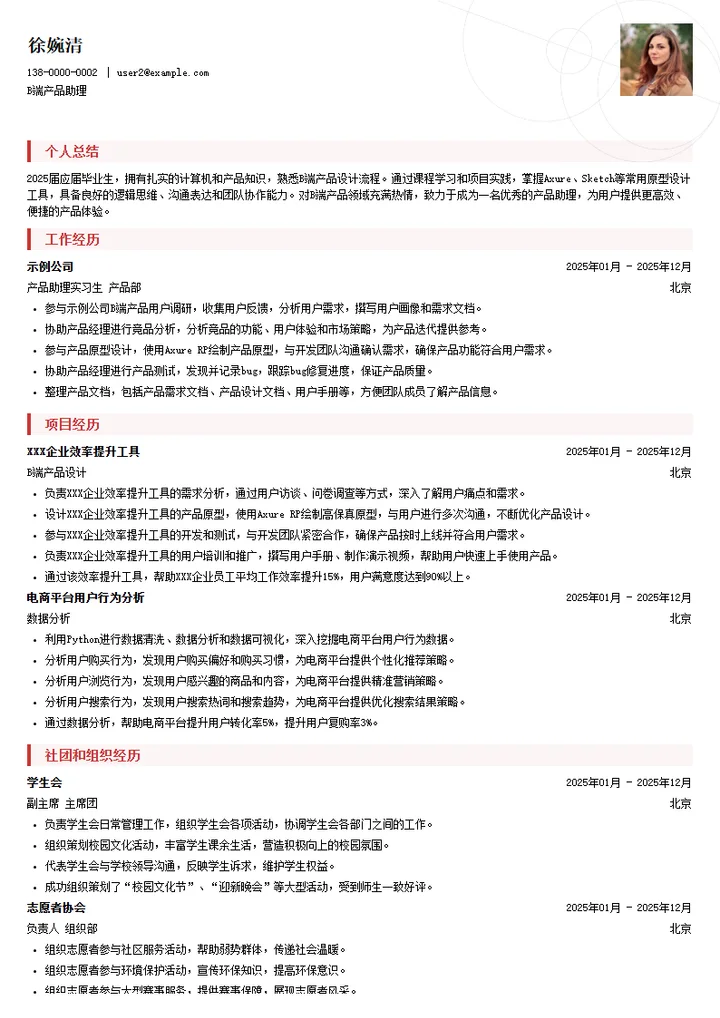 徐婉清
138-0000-0002 | user2@example.com
B端产品助理
个人总结
2025届应届毕业生，拥有扎实的计算机和产品知识，熟悉B端产品设计流程。通过课程学习和项目实践，掌握Axure、Sketch等常用原型设计
工具，具备良好的逻辑思维、沟通表达和团队协作能力。对B端产品领域充满热情，致力于成为一名优秀的产品助理，为用户提供更高效、
便捷的产品体验。
工作经历
示例公司 2025年01月 - 2025年12月
产品助理实习生 产品部 北京
• 参与示例公司B端产品用户调研，收集用户反馈，分析用户需求，撰写用户画像和需求文档。
• 协助产品经理进行竞品分析，分析竞品的功能、用户体验和市场策略，为产品迭代提供参考。
• 参与产品原型设计，使用Axure RP绘制产品原型，与开发团队沟通确认需求，确保产品功能符合用户需求。
• 协助产品经理进行产品测试，发现并记录bug，跟踪bug修复进度，保证产品质量。
• 整理产品文档，包括产品需求文档、产品设计文档、用户手册等，方便团队成员了解产品信息。
项目经历
XXX企业效率提升工具 2025年01月 - 2025年12月
B端产品设计 北京
• 负责XXX企业效率提升工具的需求分析，通过用户访谈、问卷调查等方式，深入了解用户痛点和需求。
• 设计XXX企业效率提升工具的产品原型，使用Axure RP绘制高保真原型，与用户进行多次沟通，不断优化产品设计。
• 参与XXX企业效率提升工具的开发和测试，与开发团队紧密合作，确保产品按时上线并符合用户需求。
• 负责XXX企业效率提升工具的用户培训和推广，撰写用户手册、制作演示视频，帮助用户快速上手使用产品。
• 通过该效率提升工具，帮助XXX企业员工平均工作效率提升15%，用户满意度达到90%以上。
电商平台用户行为分析 2025年01月 - 2025年12月
数据分析 北京
• 利用Python进行数据清洗、数据分析和数据可视化，深入挖掘电商平台用户行为数据。
• 分析用户购买行为，发现用户购买偏好和购买习惯，为电商平台提供个性化推荐策略。
• 分析用户浏览行为，发现用户感兴趣的商品和内容，为电商平台提供精准营销策略。
• 分析用户搜索行为，发现用户搜索热词和搜索趋势，为电商平台提供优化搜索结果策略。
• 通过数据分析，帮助电商平台提升用户转化率5%，提升用户复购率3%。
社团和组织经历
学生会 2025年01月 - 2025年12月
副主席 主席团 北京
• 负责学生会日常管理工作，组织学生会各项活动，协调学生会各部门之间的工作。
• 组织策划校园文化活动，丰富学生课余生活，营造积极向上的校园氛围。
• 代表学生会与学校领导沟通，反映学生诉求，维护学生权益。
• 成功组织策划了“校园文化节”、“迎新晚会”等大型活动，受到师生一致好评。
志愿者协会 2025年01月 - 2025年12月
负责人 组织部 北京
• 组织志愿者参与社区服务活动，帮助弱势群体，传递社会温暖。
• 组织志愿者参与环境保护活动，宣传环保知识，提高环保意识。
• 组织志愿者参与大型赛事服务，提供赛事保障，展现志愿者风采。